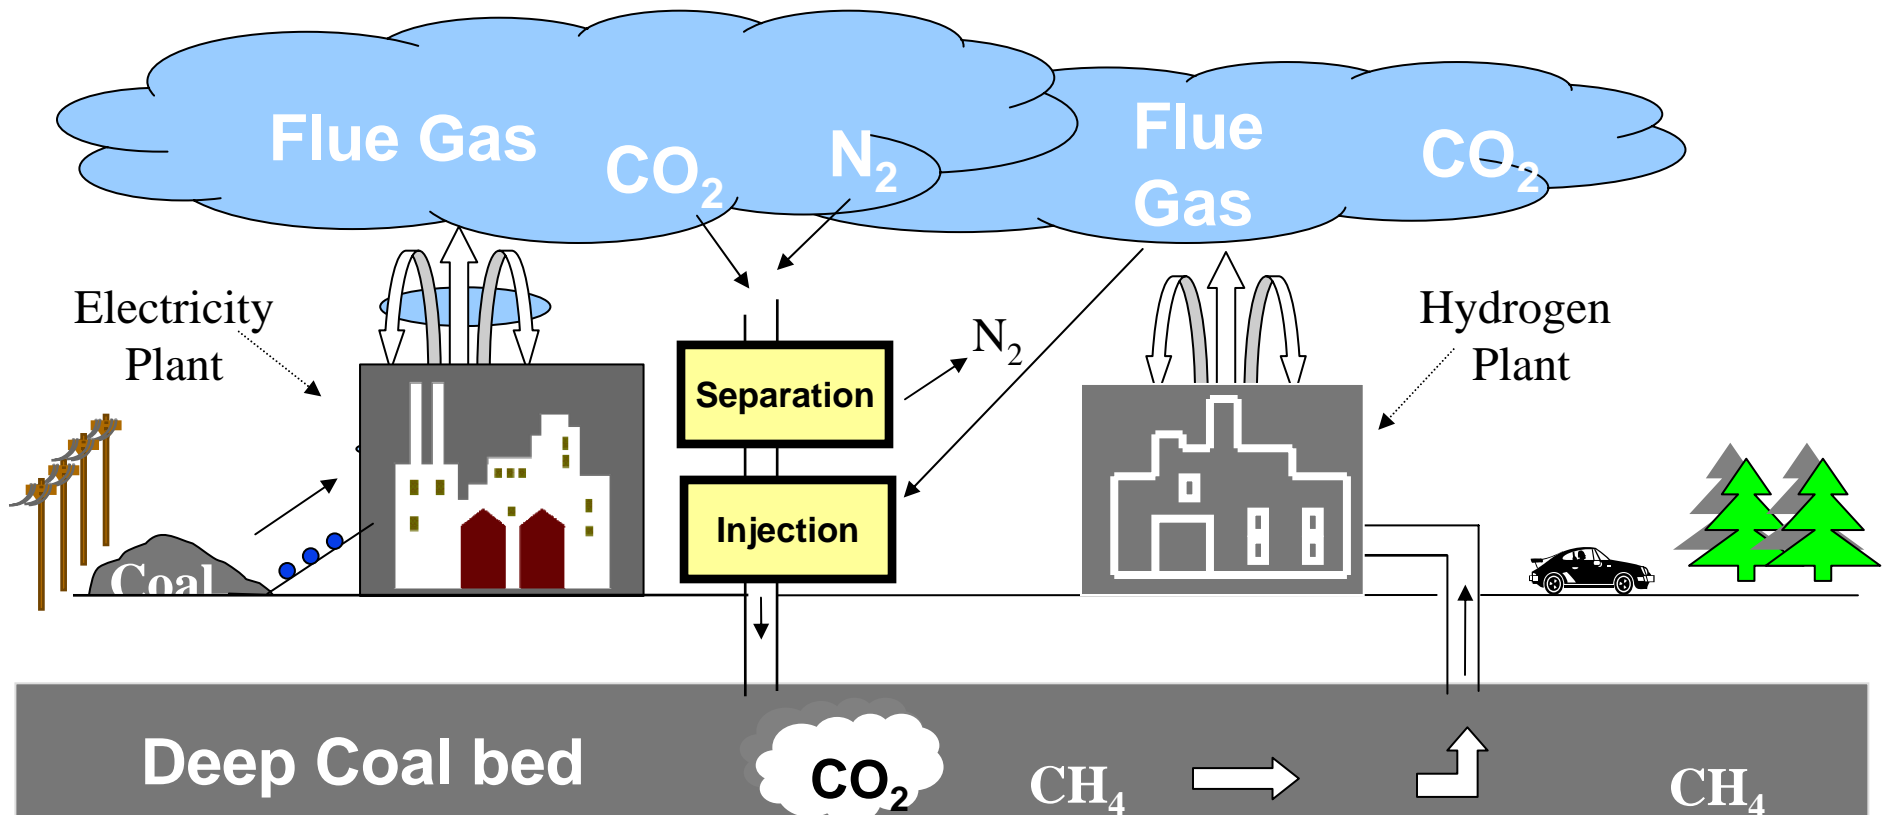 Flue Gas
CO₂
N₂
Flue
Gas
CO₂
Electricity
Plant
Separation
N₂
Injection
Hydrogen
Plant
Coal
Deep Coal bed
CO₂
CH₄
CH₄